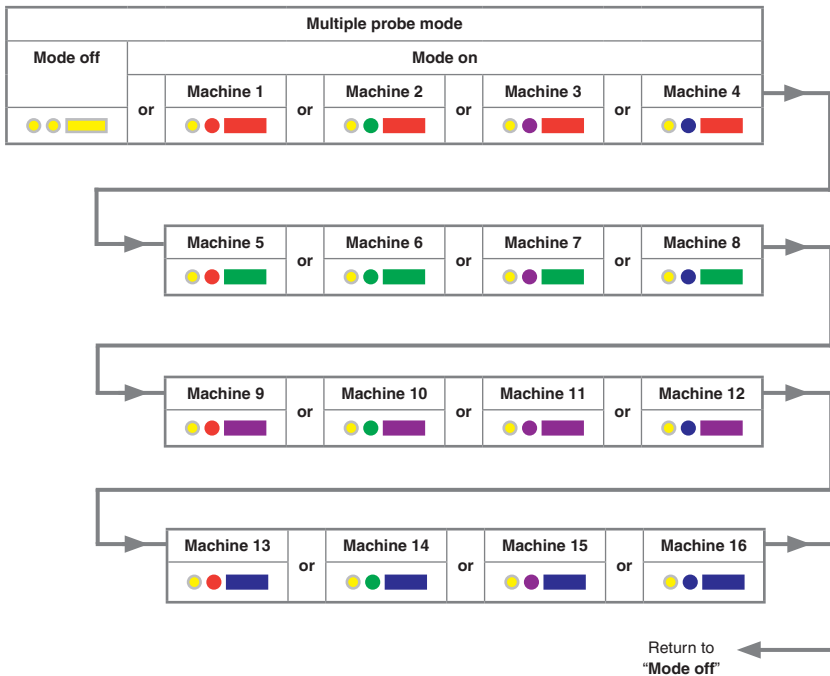 Multiple probe mode
Mode off
Mode on
or
Machine 1
or
Machine 2
or
Machine 3
or
Machine 4
Machine 5
or
Machine 6
or
Machine 7
or
Machine 8
Machine 9
or
Machine 10
or
Machine 11
or
Machine 12
Machine 13
or
Machine 14
or
Machine 15
or
Machine 16
Return to
“Mode off”